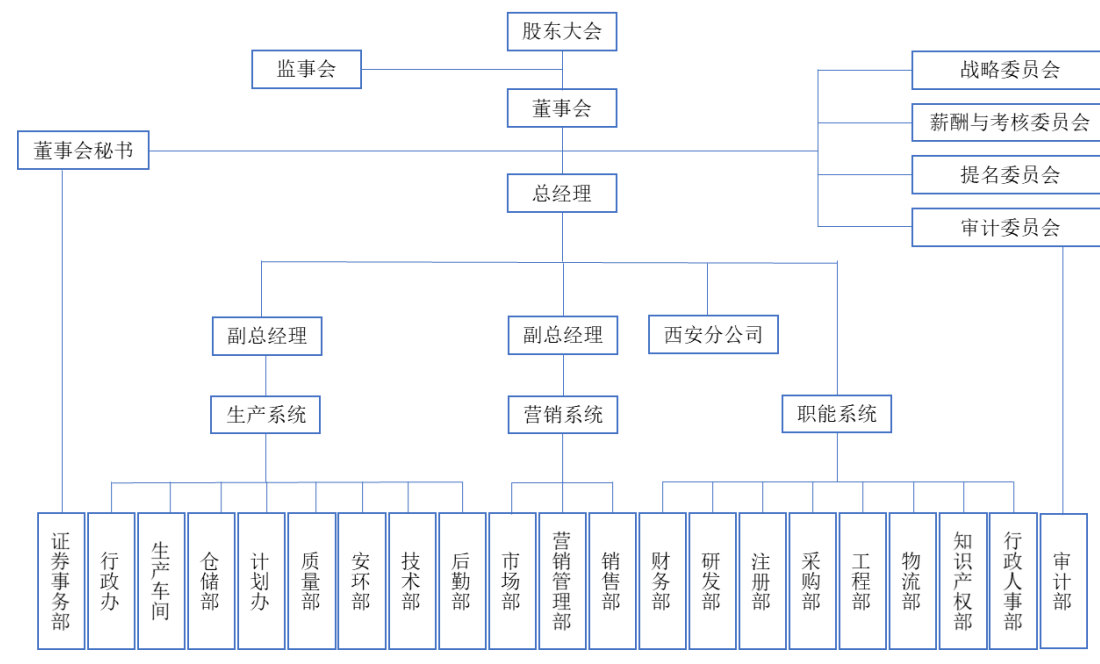 股东大会
监事会
战略委员会
董事会
薪酬与考核委员会
董事会秘书
提名委员会
总经理
审计委员会
副总经理
副总经理
西安分公司
生产系统
营销系统
职能系统
证券事务部
行政办
生产车间
仓储部
计划办
质量部
安环部
技术部
后勤部
市场部
营销管理部
销售部
财务部
研发部
注册部
采购部
工程部
物流部
知识产权部
行政人事部
审计部